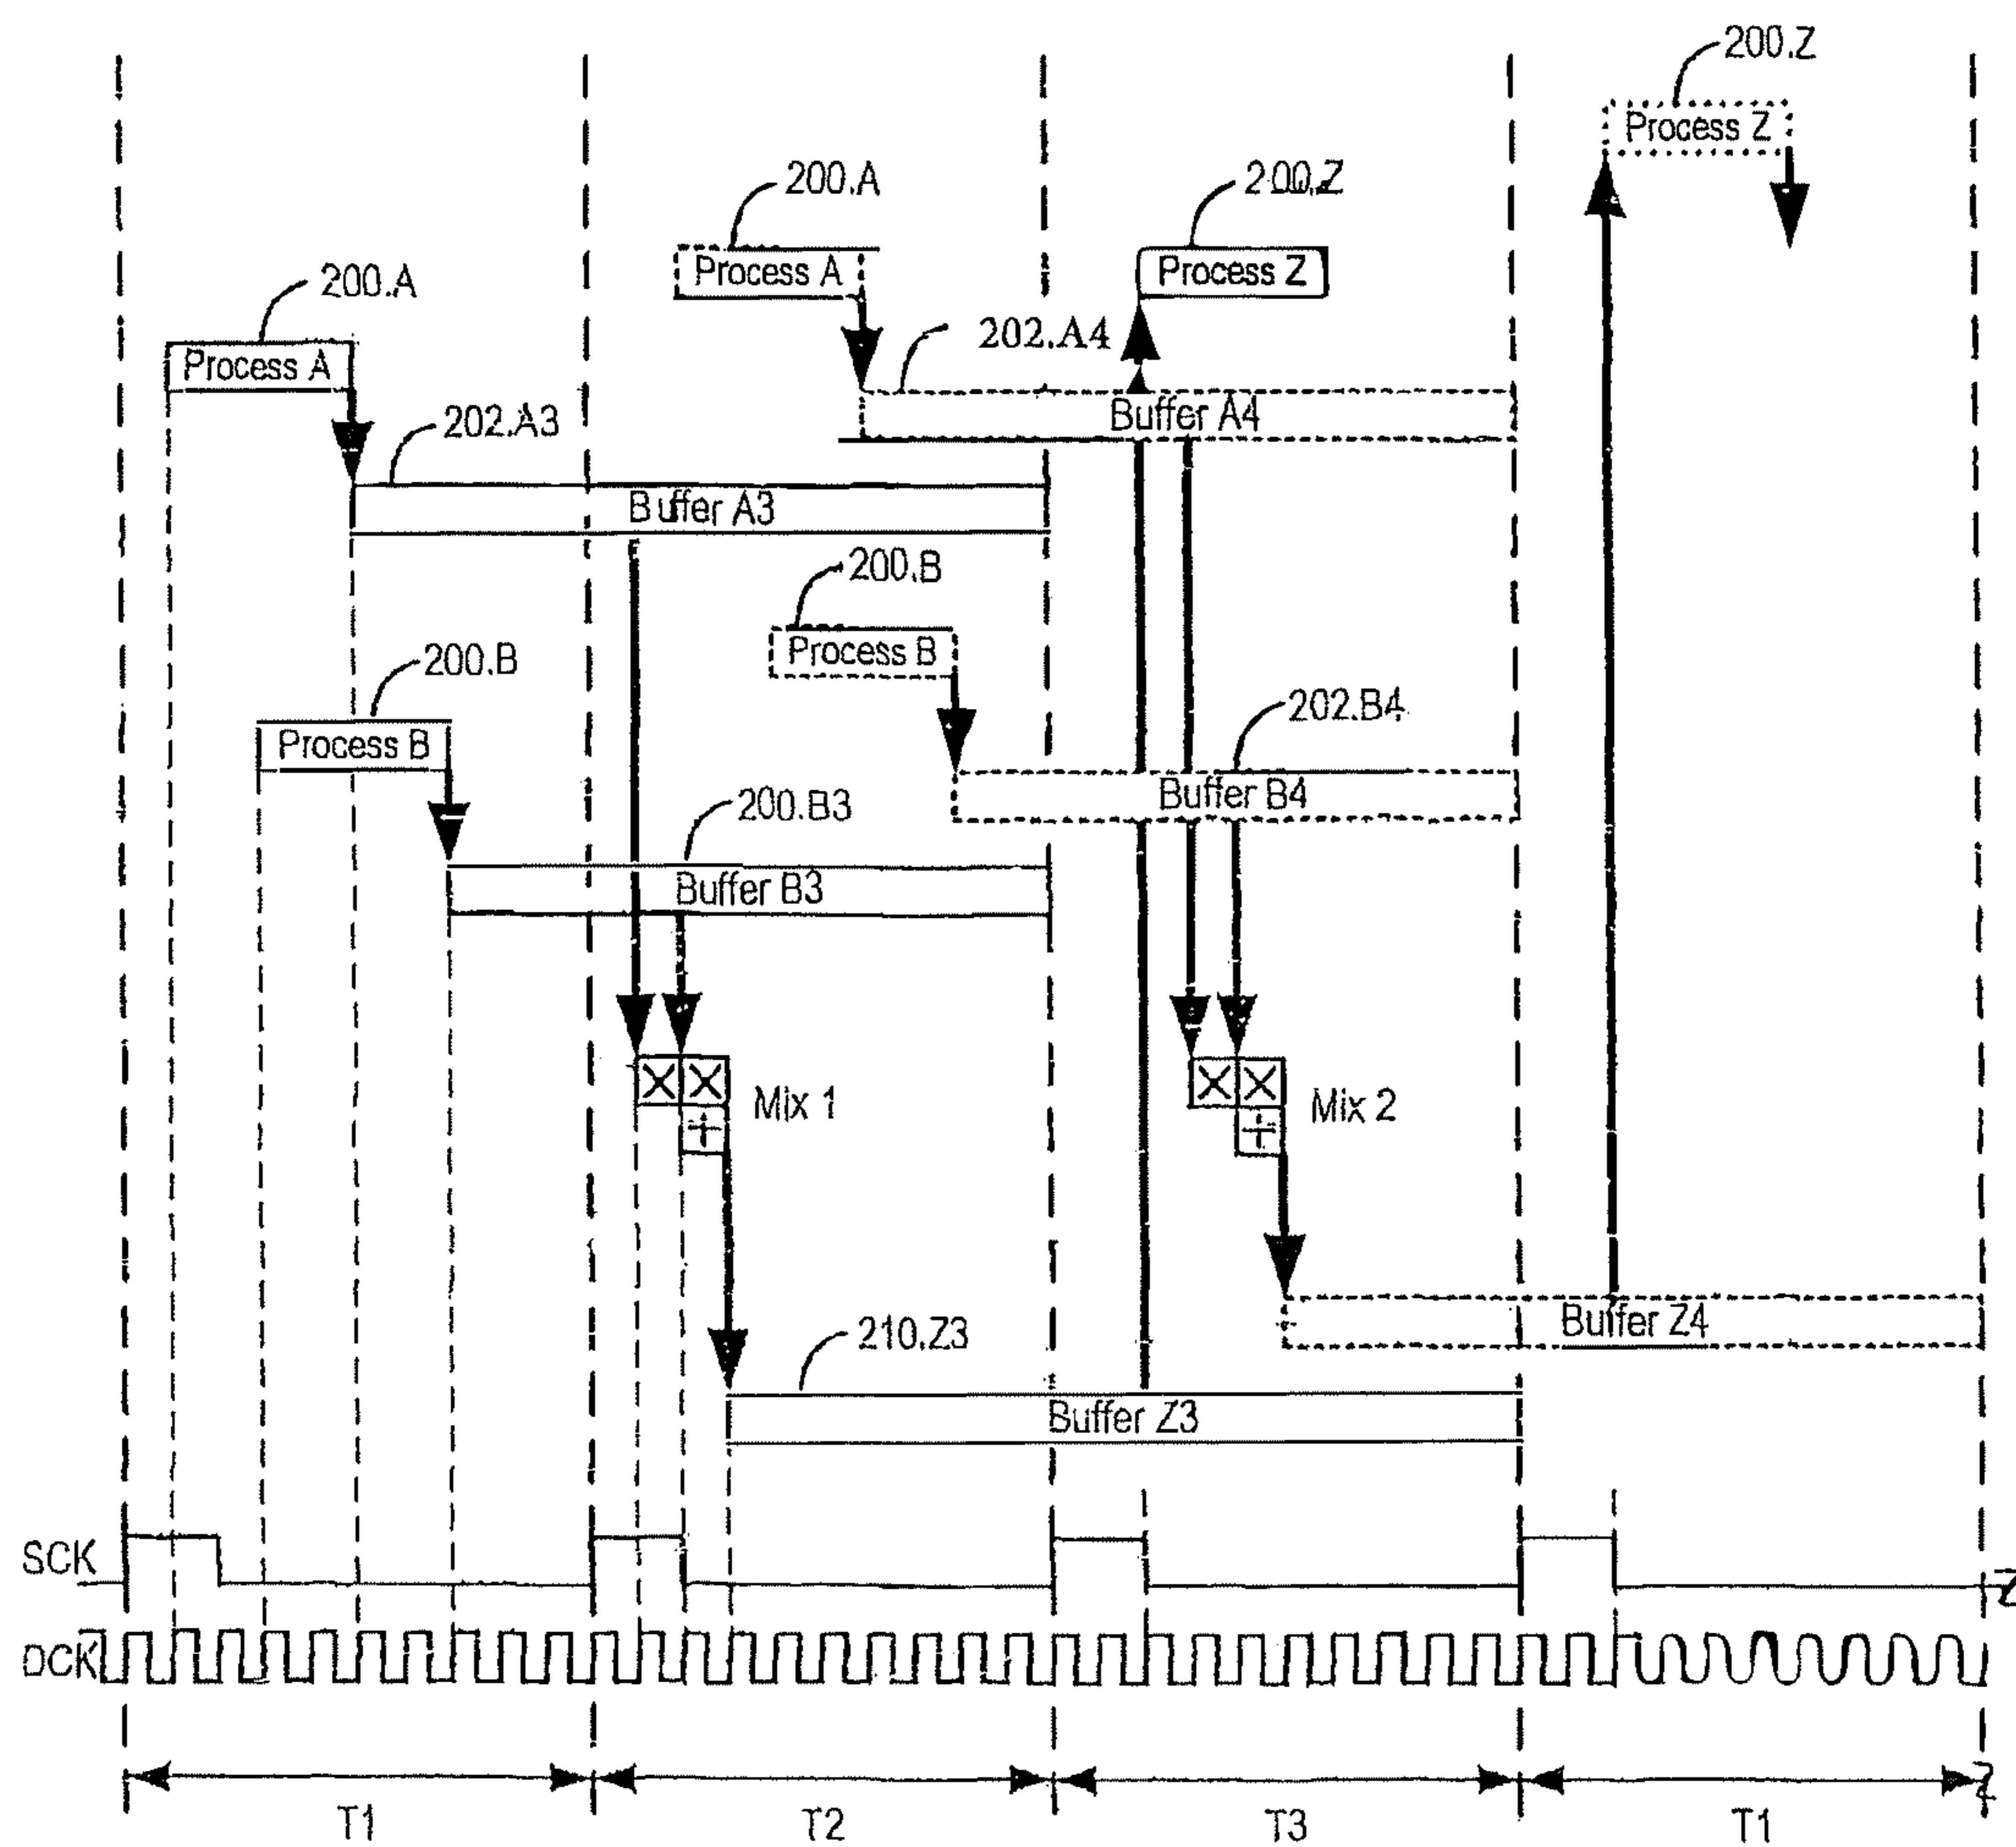 200.Z
Process Z
200.A
200.Z
Process A
Process Z
200.A
202.A4
Process A
Buffer A4
202.A3
Buffer A3
200.B
Process B
200.B
202.B4
Process B
Buffer B4
200.B3
Buffer B3
Mix 1
Mix 2
210.Z3
Buffer Z4
Buffer Z3
SCK
DCK
T1
T2
T3
T1